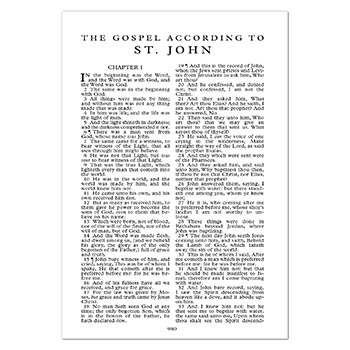 THE GOSPEL ACCORDING TO
ST. JOHN
CHAPTER 1
IN the beginning was the Word,
and the Word was with God, and
the Word was God.
2 The same was in the beginning
with God.
3 All things were made by him;
and without him was not any thing
made that was made.
4 In him was life; and the life was
the light of men.
5 And the light shineth in darkness;
and the darkness comprehended it not.
6 ¶ There was a man sent from
God, whose name was John.
7 The same came for a witness, to
bear witness of the Light, that all
men through him might believe.
8 He was not that Light, but was
sent to bear witness of that Light.
9 That was the true Light, which
lighteth every man that cometh into
the world.
10 He was in the world, and the
world was made by him, and the
world knew him not.
11 He came unto his own, and his
own received him not.
12 But as many as received him, to
them gave he power to become the
sons of God, even to them that be-
lieve on his name:
13 Which were born, not of blood,
nor of the will of the flesh, nor of the
will of man, but of God.
14 And the Word was made flesh,
and dwelt among us, (and we beheld
his glory, the glory as of the only
begotten of the Father,) full of grace
and truth.
15 ¶ John bare witness of him, and
cried, saying, This was he of whom I
spake, He that cometh after me is
preferred before me: for he was be-
fore me.
16 And of his fulness have all we
received, and grace for grace.
17 For the law was given by Mo-
ses, but grace and truth came by Jesus
Christ.
18 No man hath seen God at any
time; the only begotten Son, which
is in the bosom of the Father, he
hath declared him.
19 ¶ And this is the record of John,
when the Jews sent priests and Levi-
tes from Jerusalem to ask him, Who
art thou?
20 And he confessed, and denied
not; but confessed, I am not the
Christ.
21 And they asked him, What
then? Art thou Elias? And he saith, I
am not. Art thou that prophet? And
he answered, No.
22 Then said they unto him, Who
art thou? that we may give an
answer to them that sent us. What
sayest thou of thyself?
23 He said, I am the voice of one
crying in the wilderness, Make
straight the way of the Lord, as said
the prophet Esaias.
24 And they which were sent were
of the Pharisees.
25 And they asked him, and said
unto him, Why baptizest thou then,
if thou be not that Christ, nor Elias,
neither that prophet?
26 John answered them, saying, I
baptize with water: but there stand-
eth one among you, whom ye know
not;
27 He it is, who coming after me
is preferred before me, whose shoe's
latchet I am not worthy to un-
loose.
28 These things were done in
Bethabara beyond Jordan, where
John was baptizing.
29 ¶ The next day John seeth Jesus
coming unto him, and saith, Behold
the Lamb of God, which taketh
away the sin of the world.
30 This is he of whom I said, After
me cometh a man which is preferred
before me: for he was before me.
31 And I knew him not: but that
he should be made manifest to Is-
rael, therefore am I come baptizing
with water.
32 And John bare record, saying,
I saw the Spirit descending from
heaven like a dove, and it abode up-
on him.
33 And I knew him not: but he
that sent me to baptize with water,
the same said unto me, Upon whom
thou shalt see the Spirit descend-